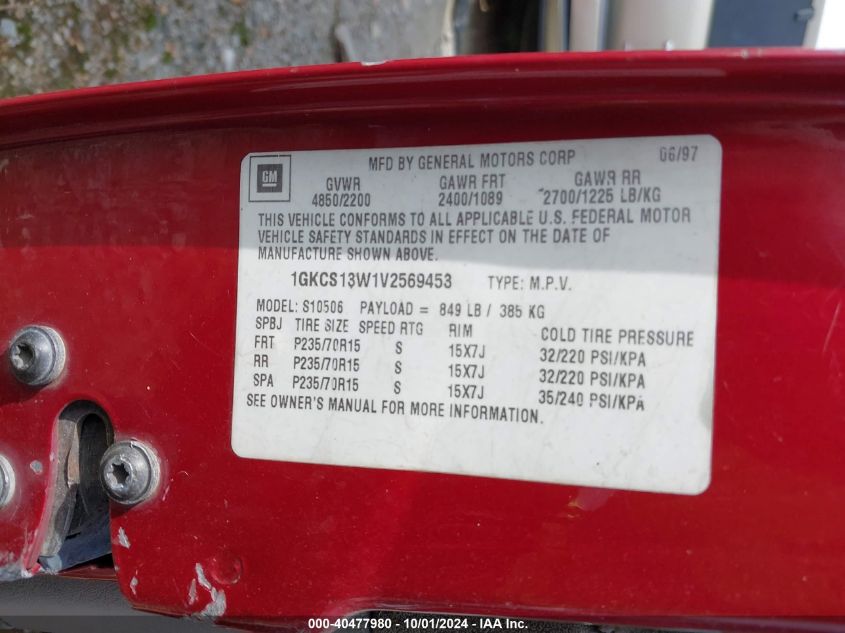 GM
MFD BY GENERAL MOTORS CORP 06/97
GVWR GAWR FRT GAWR RR
4850/2200 2400/1089 2700/1225 LB/KG
THIS VEHICLE CONFORMS TO ALL APPLICABLE U.S. FEDERAL MOTOR
VEHICLE SAFETY STANDARDS IN EFFECT ON THE DATE OF
MANUFACTURE SHOWN ABOVE.
1GKCS13W1V2569453 TYPE: M.P.V.
MODEL: S10506 PAYLOAD = 849 LB / 385 KG
SPBJ TIRE SIZE SPEED RTG RIM COLD TIRE PRESSURE
FRT P235/70R15 S 15X7J 32/220 PSI/KPA
RR P235/70R15 S 15X7J 32/220 PSI/KPA
SPA P235/70R15 S 15X7J 35/240 PSI/KPA
SEE OWNER'S MANUAL FOR MORE INFORMATION.
000-40477980 - 10/01/2024 - IAA Inc.